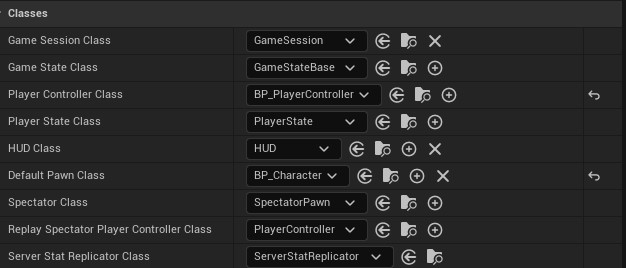 Classes
Game Session Class GameSession
Game State Class GameStateBase
Player Controller Class BP_PlayerController
Player State Class PlayerState
HUD Class HUD
Default Pawn Class BP_Character
Spectator Class SpectatorPawn
Replay Spectator Player Controller Class PlayerController
Server Stat Replicator Class ServerStatReplicator